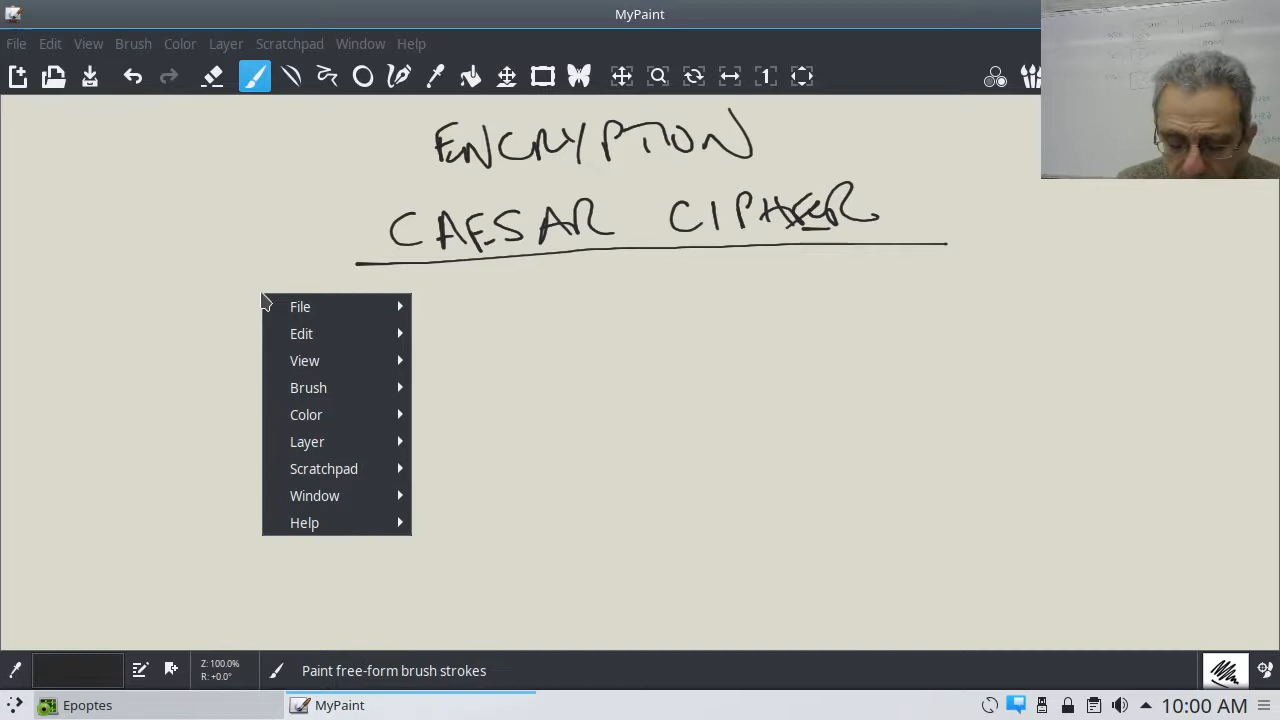 MyPaint
File Edit View Brush Color Layer Scratchpad Window Help
ENCRYPTION
CAESAR CIPHER
File
Edit
View
Brush
Color
Layer
Scratchpad
Window
Help
Z: 100.0%
R: +0.0°
Paint free-form brush strokes
Epoptes
MyPaint
10:00 AM